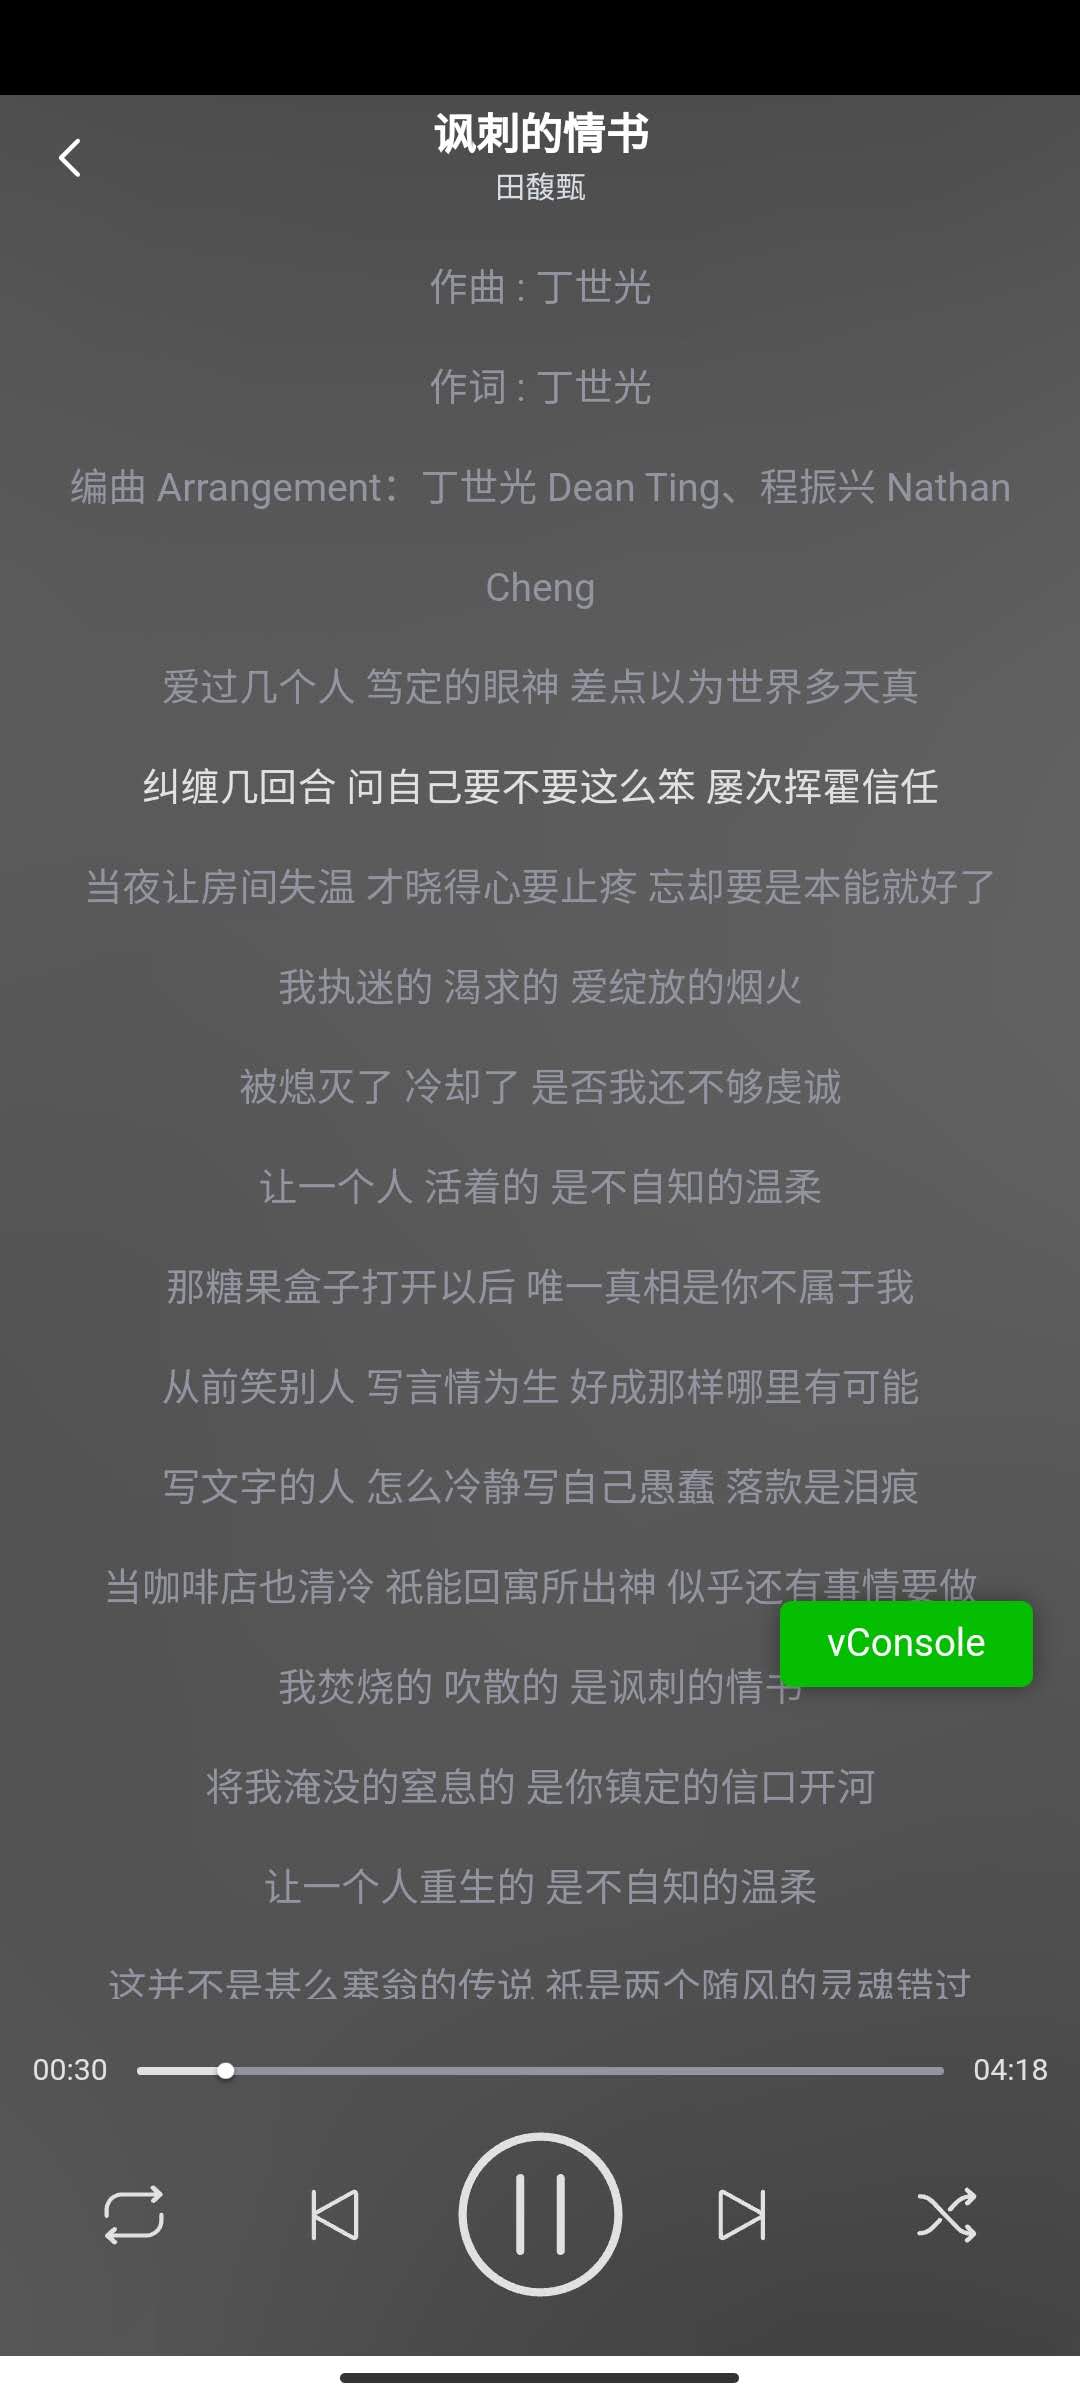 讽刺的情书
田馥甄
作曲 : 丁世光
作词 : 丁世光
编曲 Arrangement：丁世光 Dean Ting、程振兴 Nathan
Cheng
爱过几个人 笃定的眼神 差点以为世界多天真
纠缠几回合 问自己要不要这么笨 屡次挥霍信任
当夜让房间失温 才晓得心要止疼 忘却要是本能就好了
我执迷的 渴求的 爱绽放的烟火
被熄灭了 冷却了 是否我还不够虔诚
让一个人 活着的 是不自知的温柔
那糖果盒子打开以后 唯一真相是你不属于我
从前笑别人 写言情为生 好成那样哪里有可能
写文字的人 怎么冷静写自己愚蠢 落款是泪痕
当咖啡店也清冷 祇能回寓所出神 似乎还有事情要做
vConsole
我焚烧的 吹散的 是讽刺的情书
将我淹没的窒息的 是你镇定的信口开河
让一个人重生的 是不自知的温柔
这并不是甚么塞翁的传说 祇是两个随风的灵魂错过
00:30
04:18